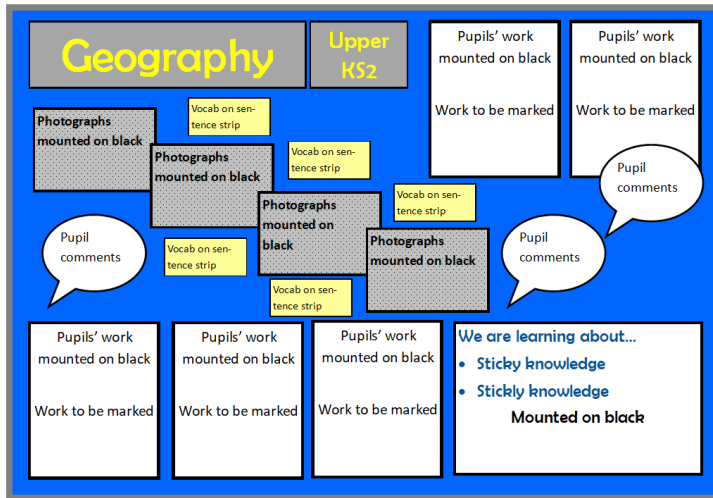 Geography
Upper
KS2
Pupils' work
mounted on black
Work to be marked
Pupils' work
mounted on black
Work to be marked
Photographs
mounted on black
Vocab on sen-
tence strip
Photographs
mounted on black
Vocab on sen-
tence strip
Photographs
mounted on
black
Vocab on sen-
tence strip
Photographs
mounted on black
Pupil
comments
Pupil
comments
Vocab on sen-
tence strip
Pupil
comments
Vocab on sen-
tence strip
Pupils' work
mounted on black
Work to be marked
Pupils' work
mounted on black
Work to be marked
Pupils' work
mounted on black
Work to be marked
We are learning about...
• Sticky knowledge
• Stickly knowledge
Mounted on black